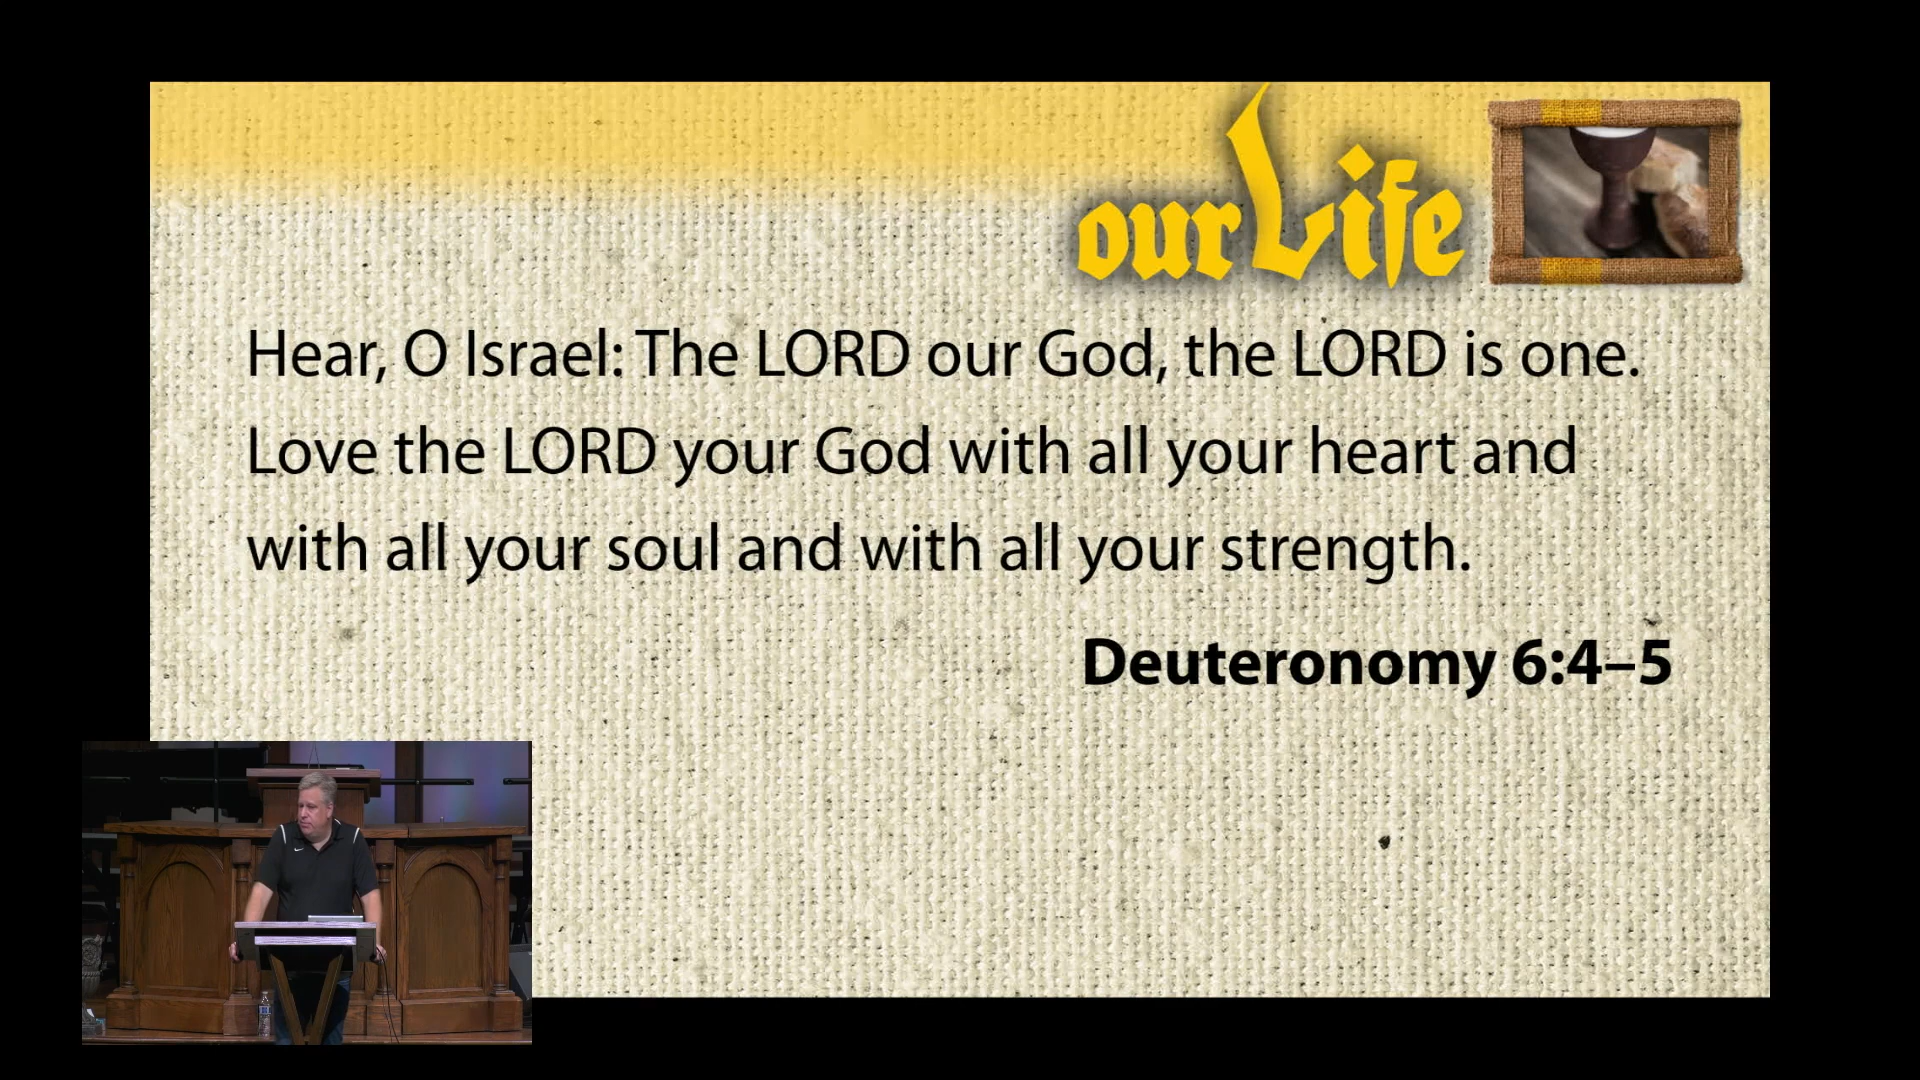 our Life
Hear, O Israel: The LORD our God, the LORD is one.
Love the LORD your God with all your heart and
with all your soul and with all your strength.
Deuteronomy 6:4–5